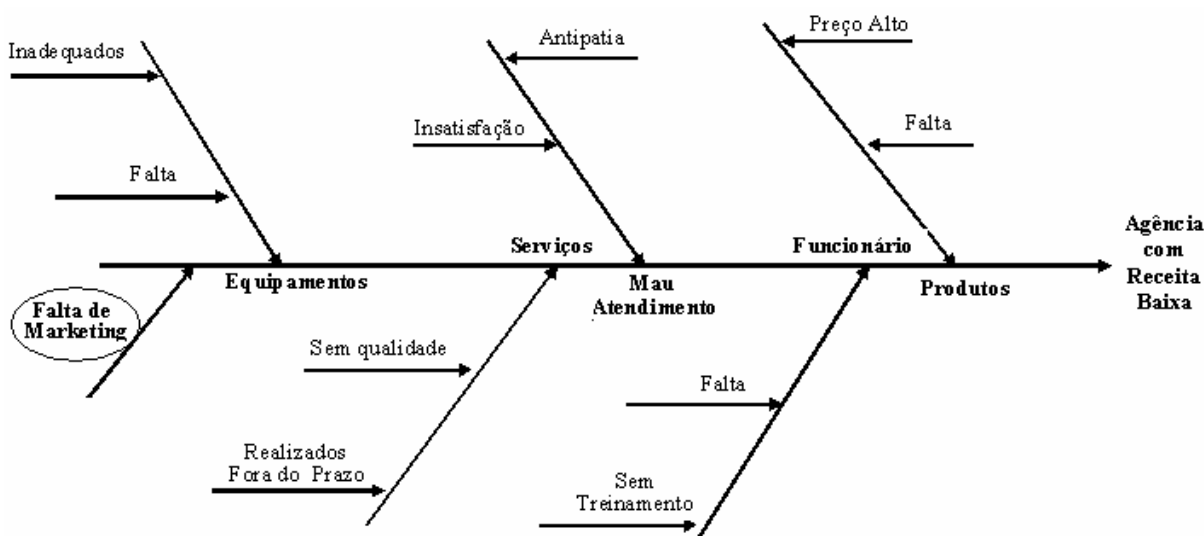 Inadequados
Falta
Antipatia
Insatisfação
Preço Alto
Falta
Equipamentos
Serviços
Mau
Atendimento
Funcionário
Produtos
Agência
com
Receita
Baixa
Falta de
Marketing
Sem qualidade
Realizados
Fora do Prazo
Falta
Sem
Treinamento